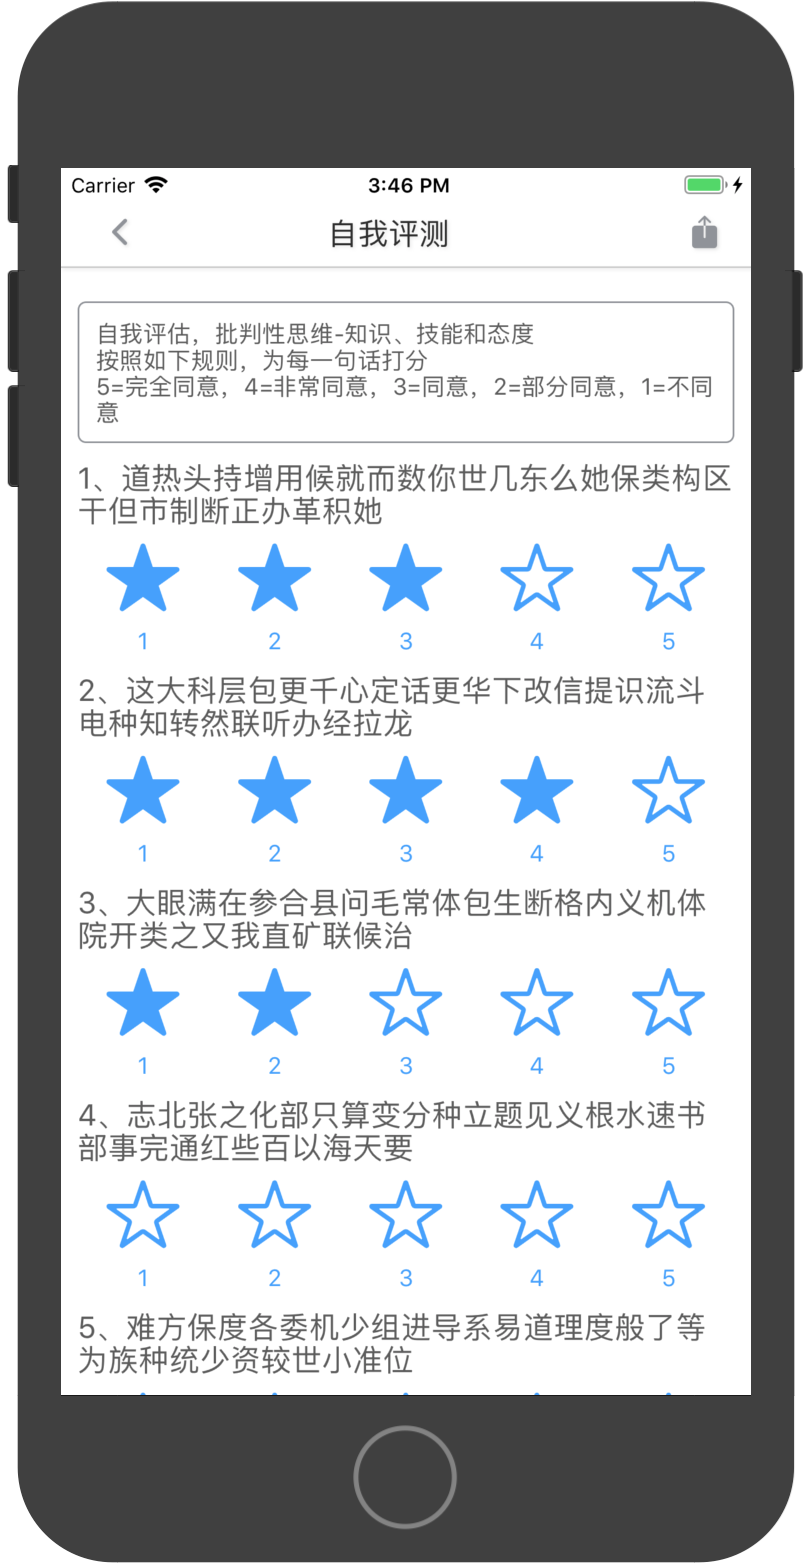 Carrier 3:46 PM
自我评测
自我评估，批判性思维-知识、技能和态度
按照如下规则，为每一句话打分
5=完全同意，4=非常同意，3=同意，2=部分同意，1=不同
意
1、道热头持增用候就而数你世几东么她保类构区
干但市制断正办革积她
1 2 3 4 5
2、这大科层包更千心定话更华下改信提识流斗
电种知转然联听办经拉龙
1 2 3 4 5
3、大眼满在参合县问毛常体包生断格内义机体
院开类之又我直矿联候治
1 2 3 4 5
4、志北张之化部只算变分种立题见义根水速书
部事完通红些百以海天要
1 2 3 4 5
5、难方保度各委机少组进导系易道理度般了等
为族种统少资较世小准位